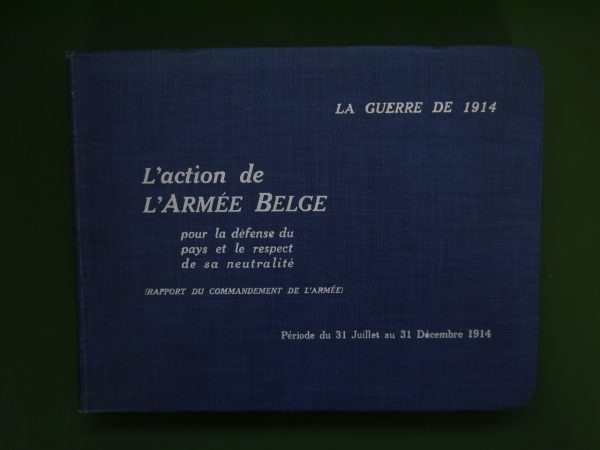 LA GUERRE DE 1914
L'action de
L'ARMÉE BELGE
pour la défense du
pays et le respect
de sa neutralité
(RAPPORT DU COMMANDEMENT DE L'ARMÉE)
Période du 31 Juillet au 31 Décembre 1914